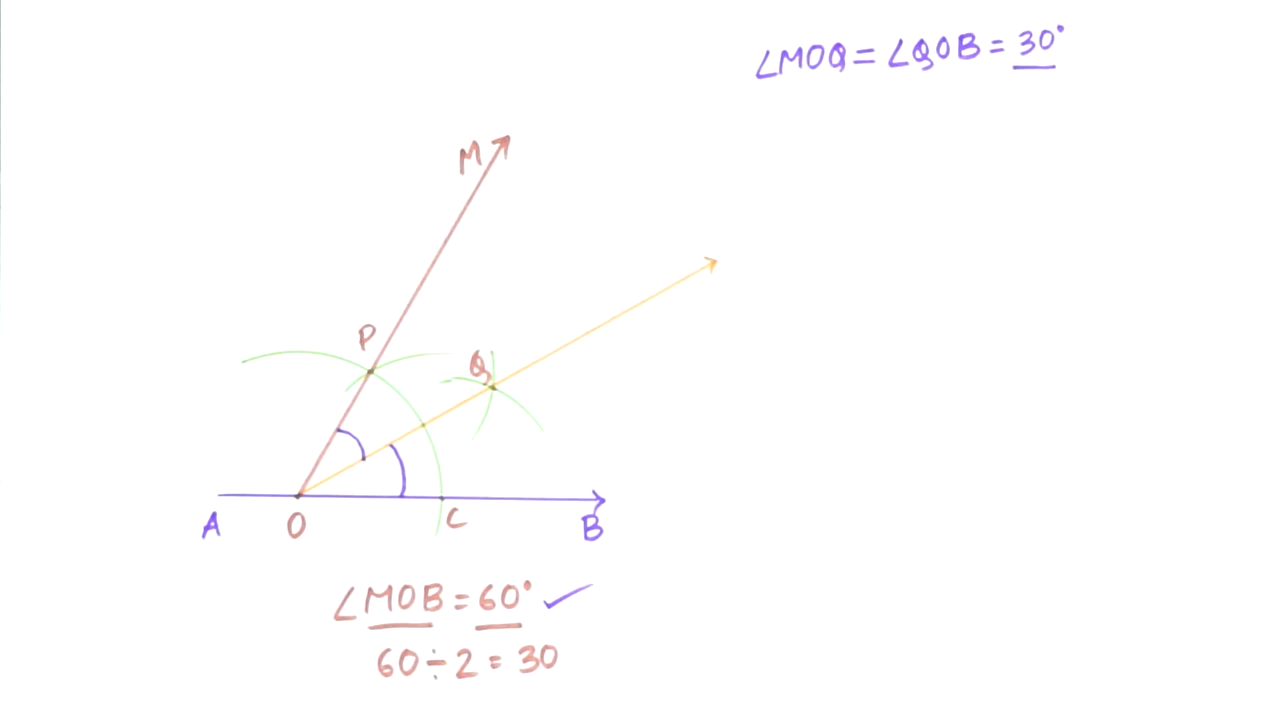 ∠MOQ = ∠QOB = 30°
M
P
Q
A
O
C
B
∠MOB = 60° ✓
60 ÷ 2 = 30